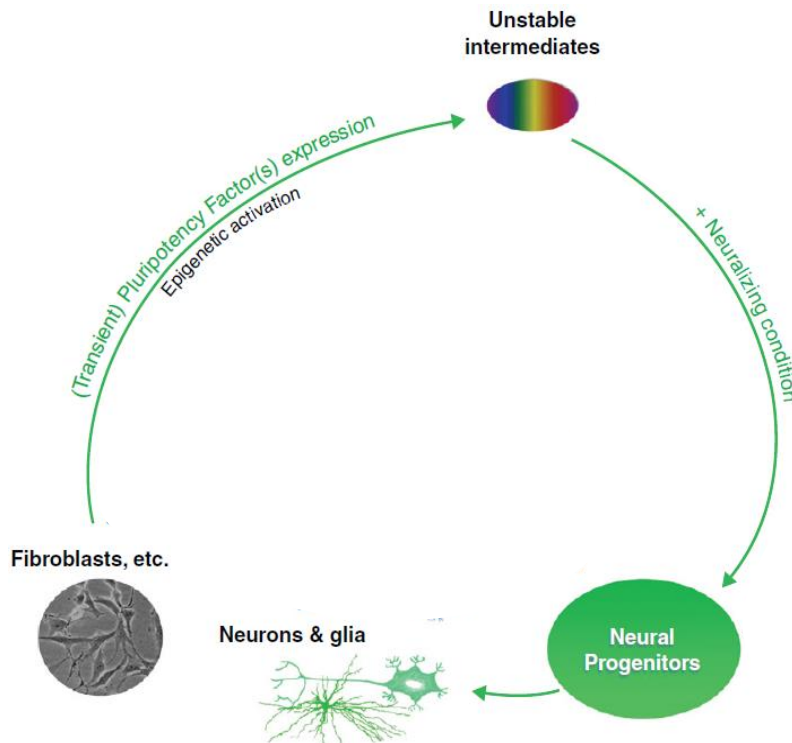 Unstable
intermediates
(Transient) Pluripotency Factor(s) expression
Epigenetic activation
+ Neuralizing condition
Fibroblasts, etc.
Neurons & glia
Neural
Progenitors